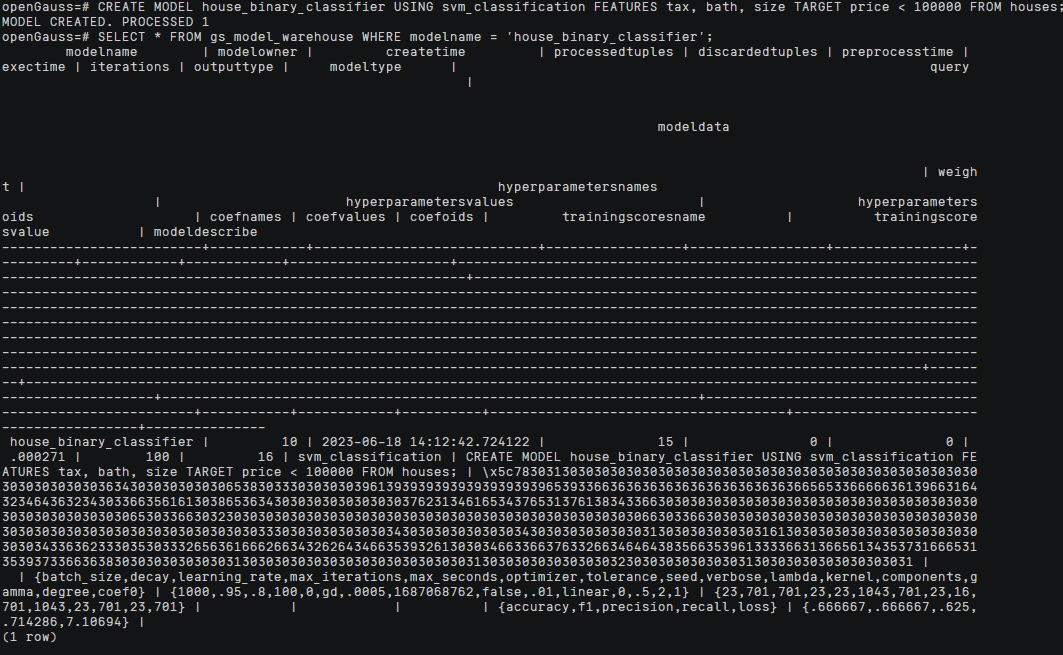 openGauss=# CREATE MODEL house_binary_classifier USING svm_classification FEATURES tax, bath, size TARGET price < 100000 FROM houses;
MODEL CREATED. PROCESSED 1
openGauss=# SELECT * FROM gs_model_warehouse WHERE modelname = 'house_binary_classifier';
modelname | modelowner | createtime | processedtuples | discardedtuples | preprocesstime |
exectime | iterations | outputtype | modeltype | query
|
modeldata
| weigh
t | hyperparametersnames
| hyperparametersvalues | hyperparameters
oids | coefnames | coefvalues | coefoids | trainingscoresname | trainingscore
svalue | modeldescribe
house_binary_classifier | 10 | 2023-06-18 14:12:42.724122 | 15 | 0 | 0 |
.000271 | 100 | 16 | svm_classification | CREATE MODEL house_binary_classifier USING svm_classification FE
ATURES tax, bath, size TARGET price < 100000 FROM houses; |
| {batch_size,decay,learning_rate,max_iterations,max_seconds,optimizer,tolerance,seed,verbose,lambda,kernel,components,g
amma,degree,coef0} | {1000,.95,.8,100,0,gd,.0005,1687068762,false,.01,linear,0,.5,2,1} | {23,701,701,23,23,1043,701,23,16,
701,1043,23,701,23,701} | | | | {accuracy,f1,precision,recall,loss} | {.666667,.666667,.625,
.714286,7.10694} |
(1 row)